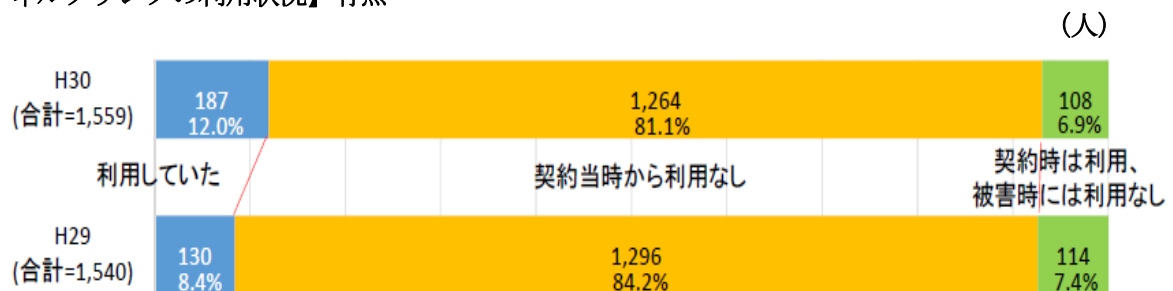 (人)
H30
(合計=1,559)
187
12.0%
1,264
81.1%
108
6.9%
利用していた
契約当時から利用なし
契約時は利用、
被害時には利用なし
H29
(合計=1,540)
130
8.4%
1,296
84.2%
114
7.4%